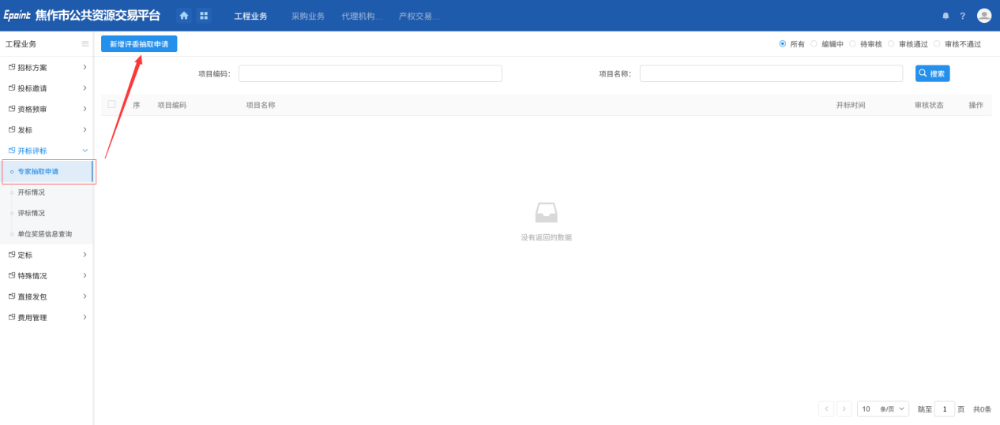 Epoint 焦作市公共资源交易平台 工程业务 采购业务 代理机构... 产权交易... ?
工程业务
新增评委抽取申请
所有 编辑中 待审核 审核通过 审核不通过
招标方案
投标邀请
资格预审
发标
开标评标
专家抽取申请
开标情况
评标情况
单位奖惩信息查询
定标
特殊情况
直接发包
费用管理
项目编码: 项目名称: 搜索
序 项目编码 项目名称 开标时间 审核状态 操作
没有返回的数据
10 条/页 跳至 1 页 共0条